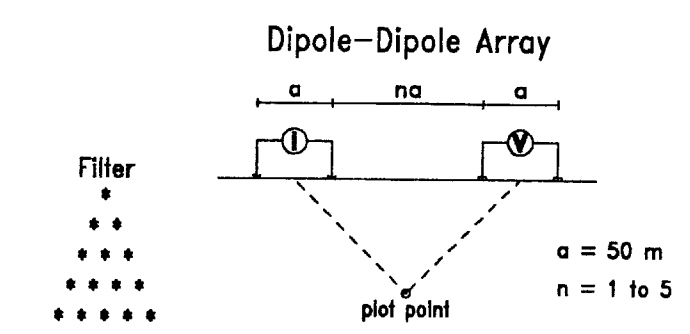 Dipole-Dipole Array
a na a
I V
Filter
*
* *
* * *
* * * *
* * * * *
a = 50 m
n = 1 to 5
plot point